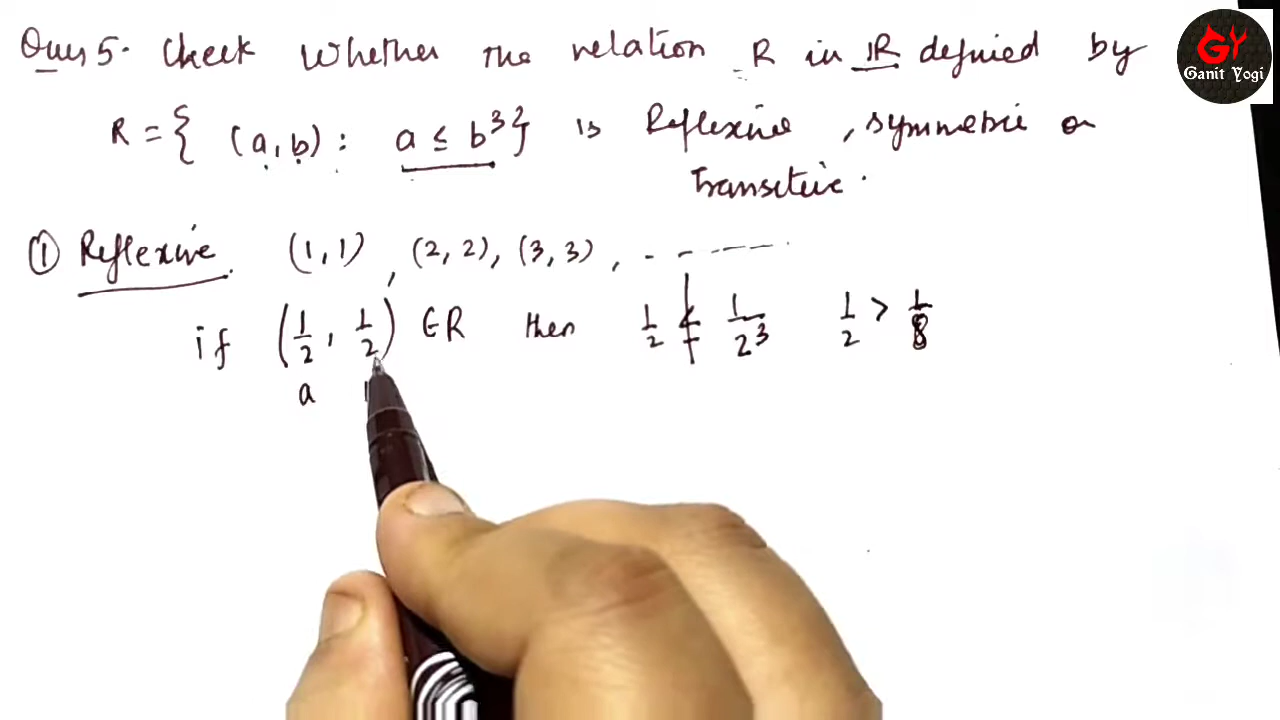 GY
Ganit Yogi
Ques 5. Check Whether the relation R in ℝ defined by
R = { (a, b) : a ≤ b³ } is Reflexive, symmetric or
Transitive.
① Reflexive (1, 1), (2, 2), (3, 3), - - - - -
if (1/2, 1/2) ∈ R then 1/2 ≰ 1/2³ 1/2 > 1/8
a